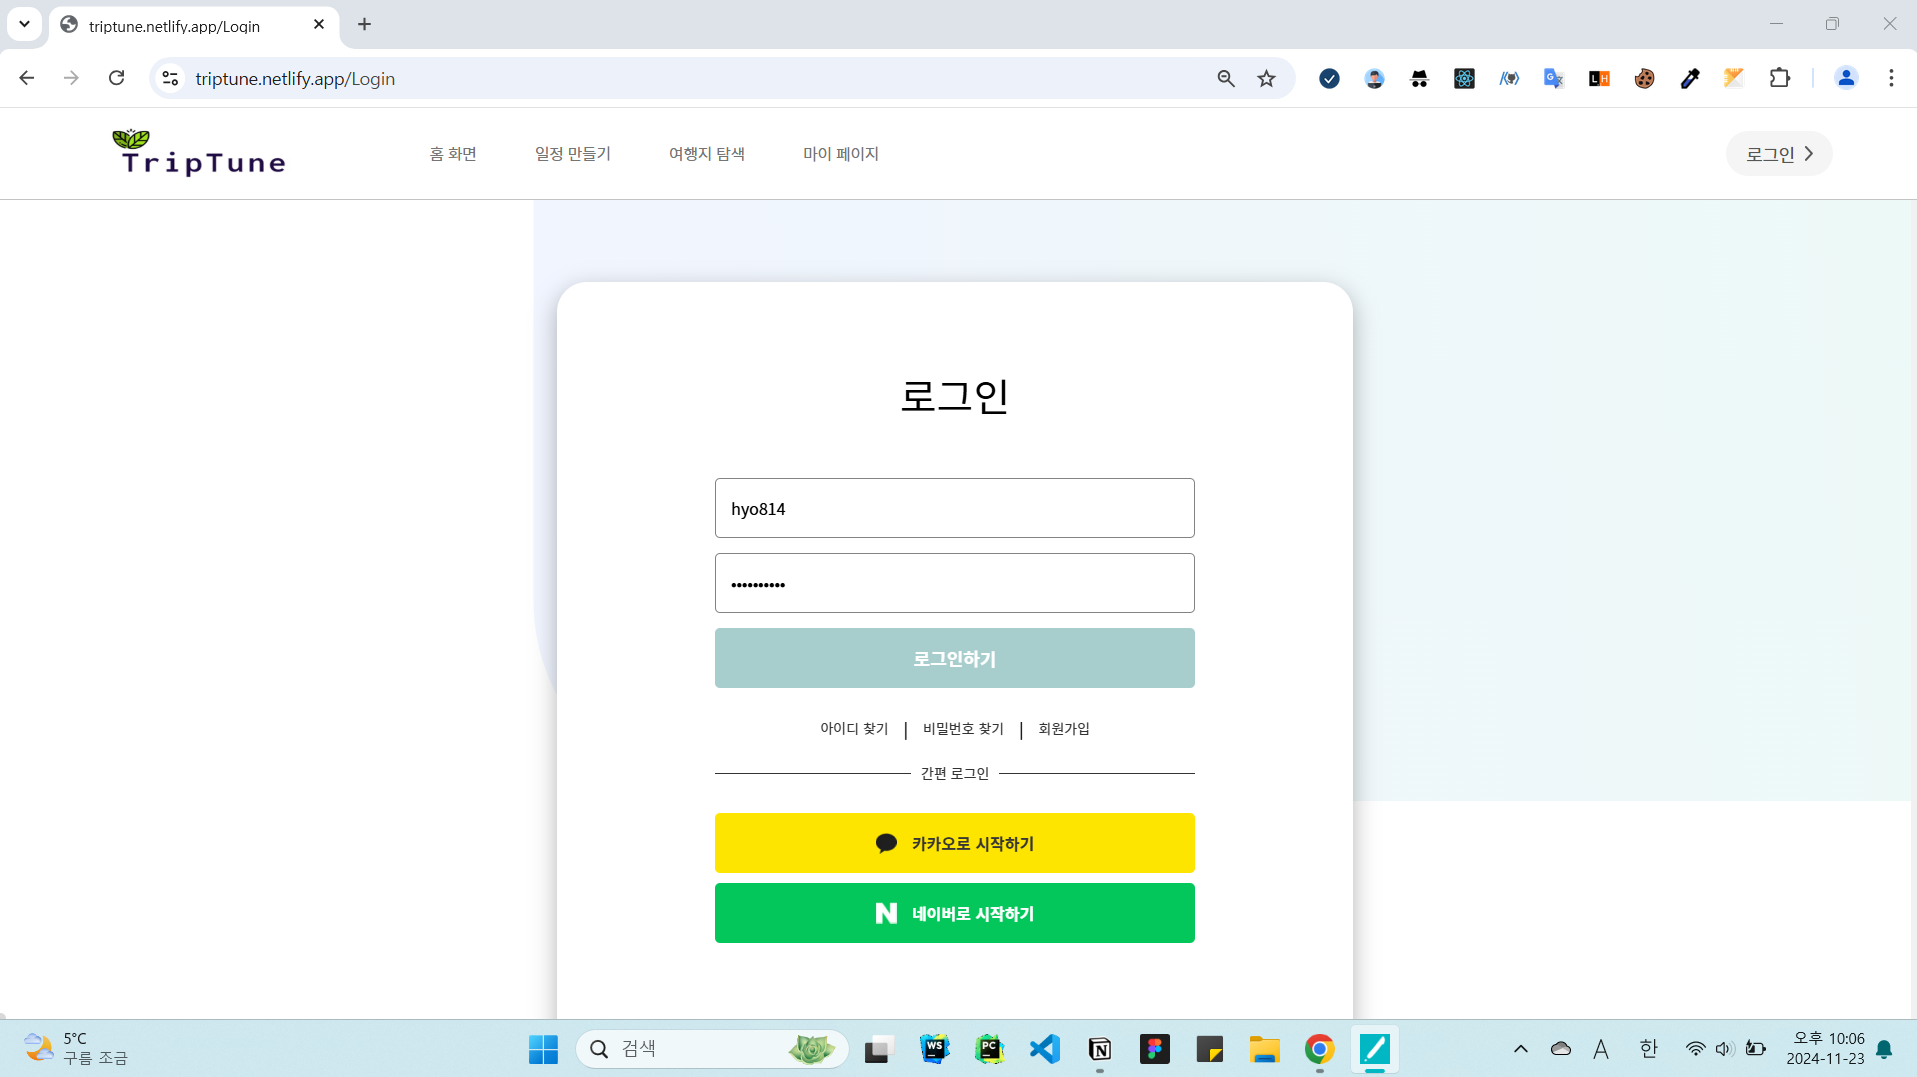 triptune.netlify.app/Login
triptune.netlify.app/Login
TripTune
홈 화면
일정 만들기
여행지 탐색
마이 페이지
로그인
로그인
hyo814
••••••••••
로그인하기
아이디 찾기 | 비밀번호 찾기 | 회원가입
간편 로그인
카카오로 시작하기
N 네이버로 시작하기
5°C
구름 조금
검색
WS
PC
A
한
오후 10:06
2024-11-23